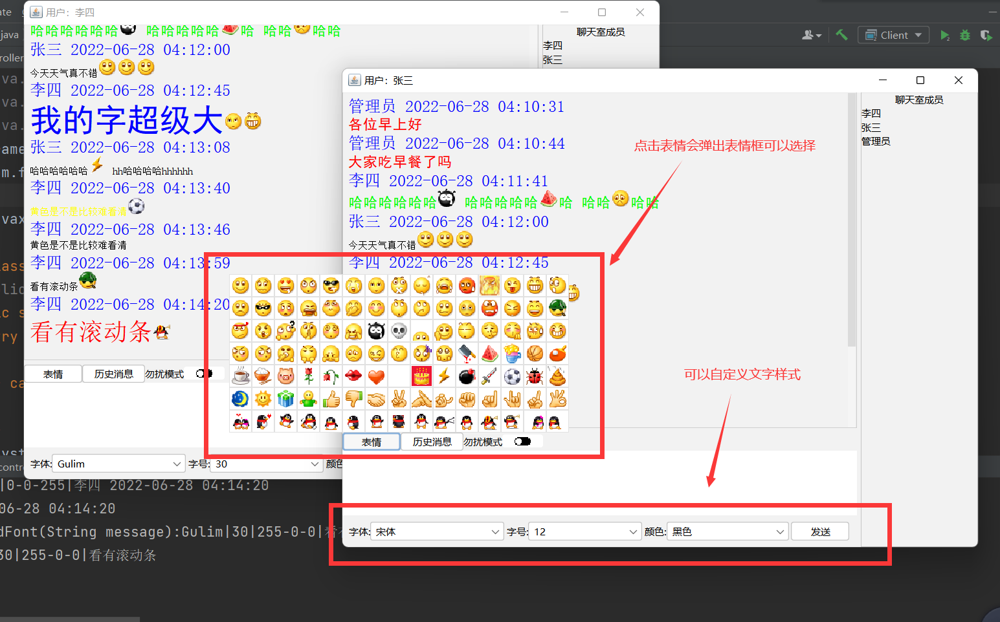 ate
用户：李四
哈哈哈哈哈哈 哈哈哈哈哈哈 哈哈哈哈
聊天室成员
李四
张三
java
Client
roller
张三 2022-06-28 04:12:00
今天天气真不错
李四 2022-06-28 04:12:45
我的字超级大
张三 2022-06-28 04:13:08
哈哈哈哈哈哈 hh哈哈哈哈hhhhhh
李四 2022-06-28 04:13:40
黄色是不是比较难看清
李四 2022-06-28 04:13:46
黄色是不是比较难看清
李四 2022-06-28 04:13:59
看有滚动条
李四 2022-06-28 04:14:20
看有滚动条
表情 历史消息 勿扰模式
字体: Gulim 字号: 30 颜色
va.
va.
va.
ame
m.f
vax
lass
lic
c s
ry
ca
yst
contr
用户：张三
管理员 2022-06-28 04:10:31
各位早上好
管理员 2022-06-28 04:10:44
大家吃早餐了吗
李四 2022-06-28 04:11:41
哈哈哈哈哈哈 哈哈哈哈哈哈 哈哈哈哈
张三 2022-06-28 04:12:00
今天天气真不错
李四 2022-06-28 04:12:45
聊天室成员
李四
张三
管理员
点击表情会弹出表情框可以选择
可以自定义文字样式
表情 历史消息 勿扰模式
字体: 宋体 字号: 12 颜色: 黑色 发送
|0-0-255|李四 2022-06-28 04:14:20
06-28 04:14:20
dFont(String message):Gulim|30|255-0-0|看
30|255-0-0|看有滚动条